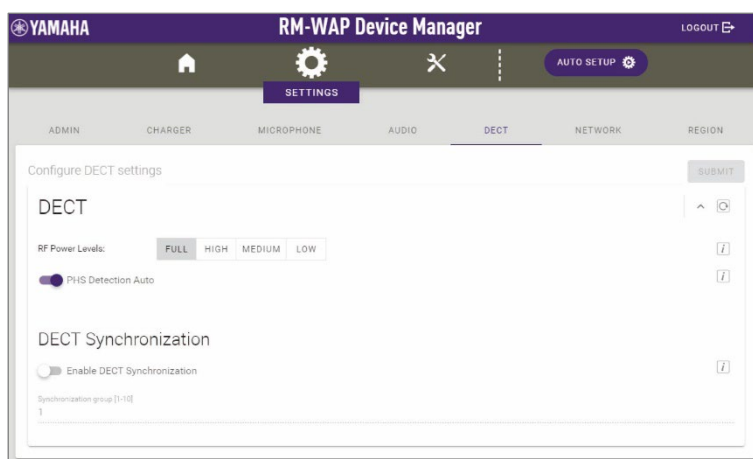 YAMAHA RM-WAP Device Manager LOGOUT
AUTO SETUP
SETTINGS
ADMIN CHARGER MICROPHONE AUDIO DECT NETWORK REGION
Configure DECT settings SUBMIT
DECT
RF Power Levels: FULL HIGH MEDIUM LOW i
PHS Detection Auto i
DECT Synchronization
Enable DECT Synchronization i
Synchronization group [1-10]
1